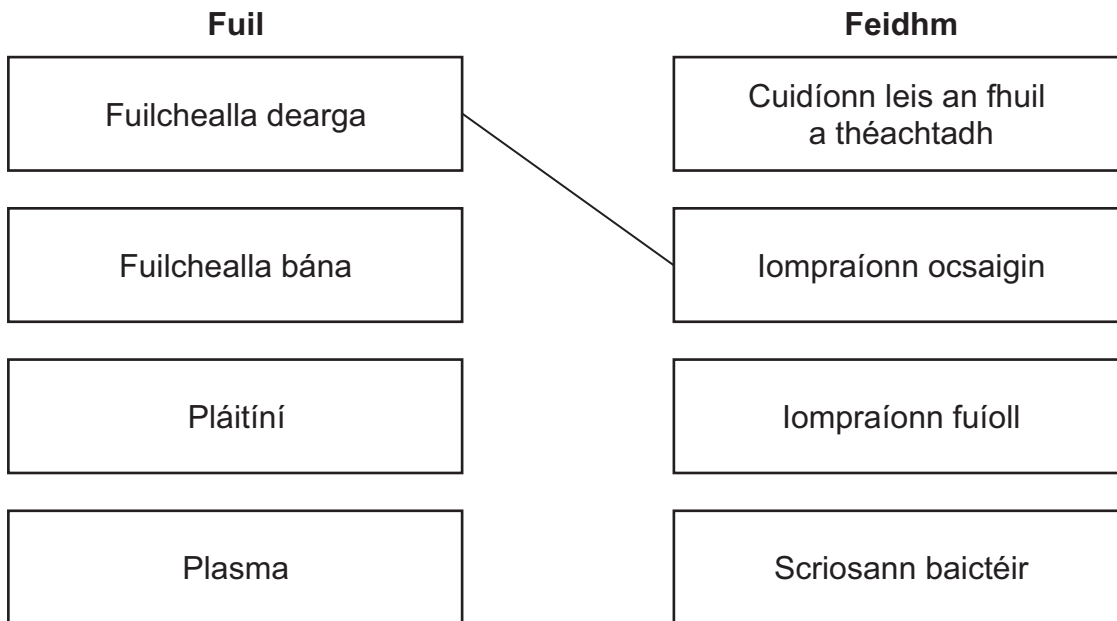 Fuil
Feidhm
Fuilchealla dearga
Cuidíonn leis an fhuil
a théachtadh
Fuilchealla bána
Iompraíonn ocsaigin
Pláitíní
Iompraíonn fuíoll
Plasma
Scriosann baictéir